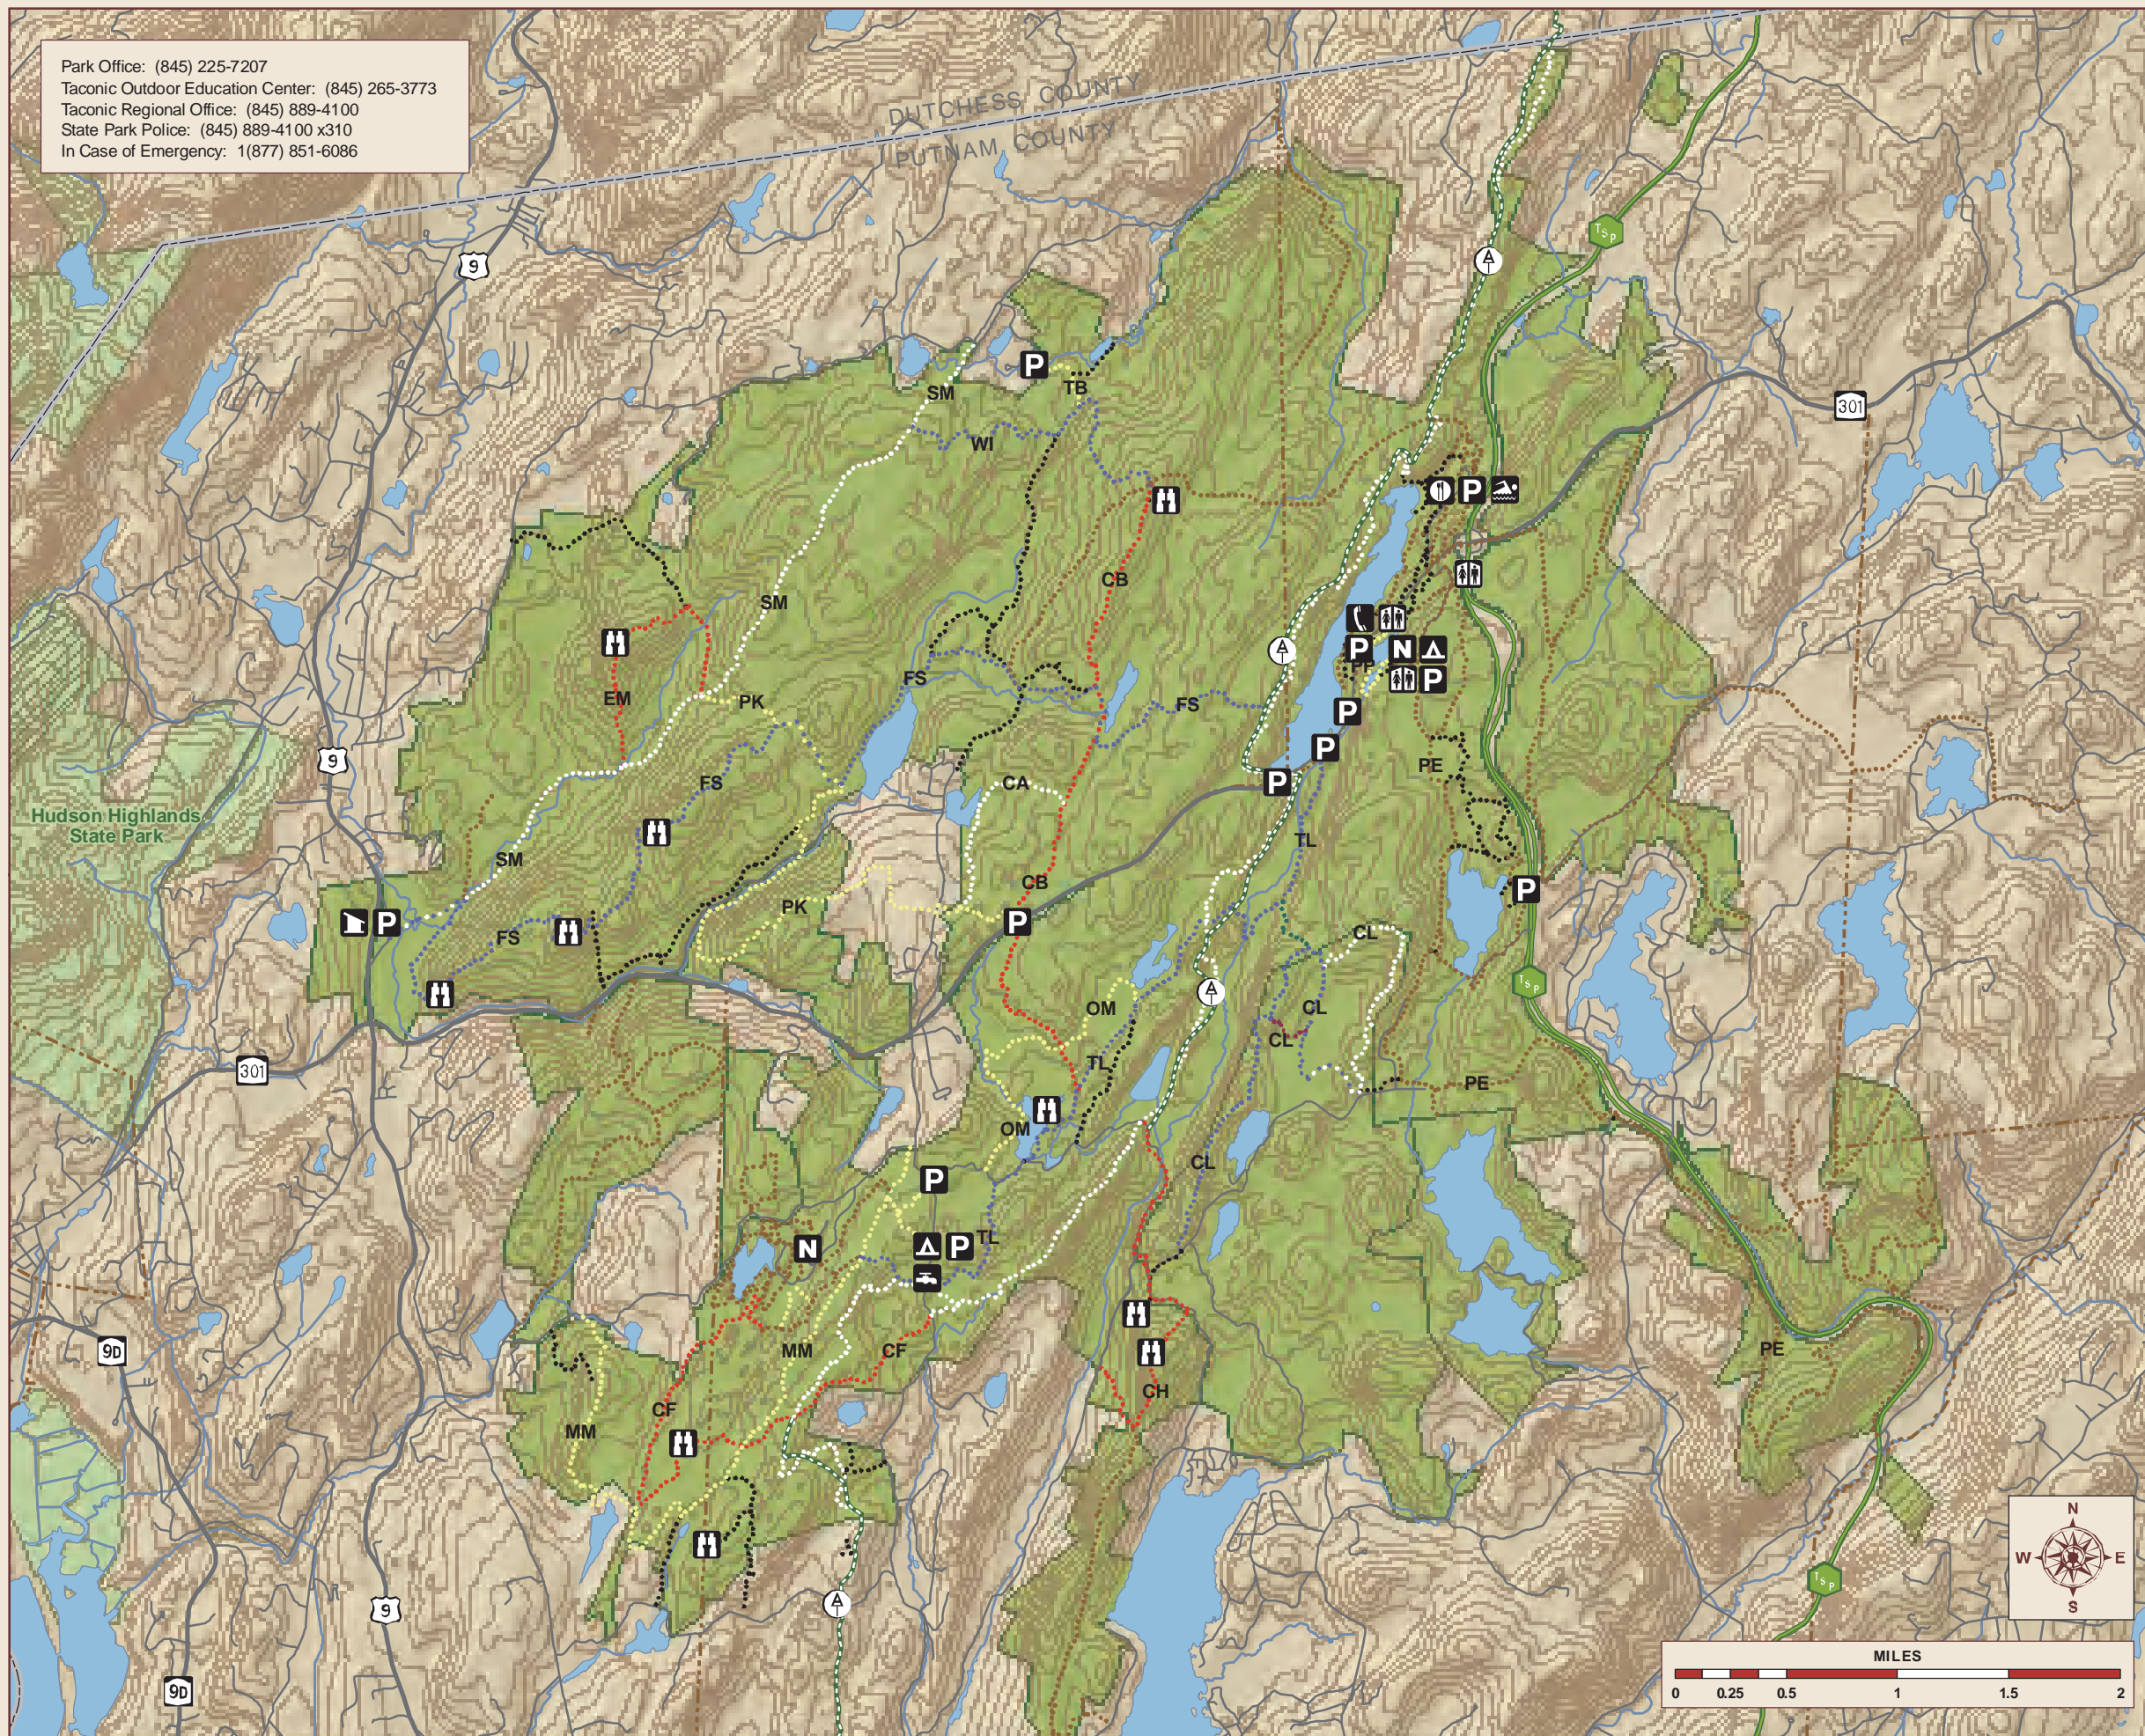 Park Office: (845) 225-7207
Taconic Outdoor Education Center: (845) 265-3773
Taconic Regional Office: (845) 889-4100
State Park Police: (845) 889-4100 x310
In Case of Emergency: 1(877) 851-6086
DUTCHESS COUNTY
PUTNAM COUNTY
TSP
9
A
P
SM
TB
301
WI
P
CB
SM
A
FS
P
N
PP
P
EM
PK
FS
P
P
9
PE
FS
CA
P
Hudson Highlands
State Park
TL
SM
CB
P
PK
P
P
FS
CL
TSP
A
OM
CL
CL
301
TL
PE
OM
CL
P
TL
N
P
9D
MM
CF
PE
CH
CF
MM
N
W
E
S
TSP
A
9
MILES
9D
0 0.25 0.5 1 1.5 2